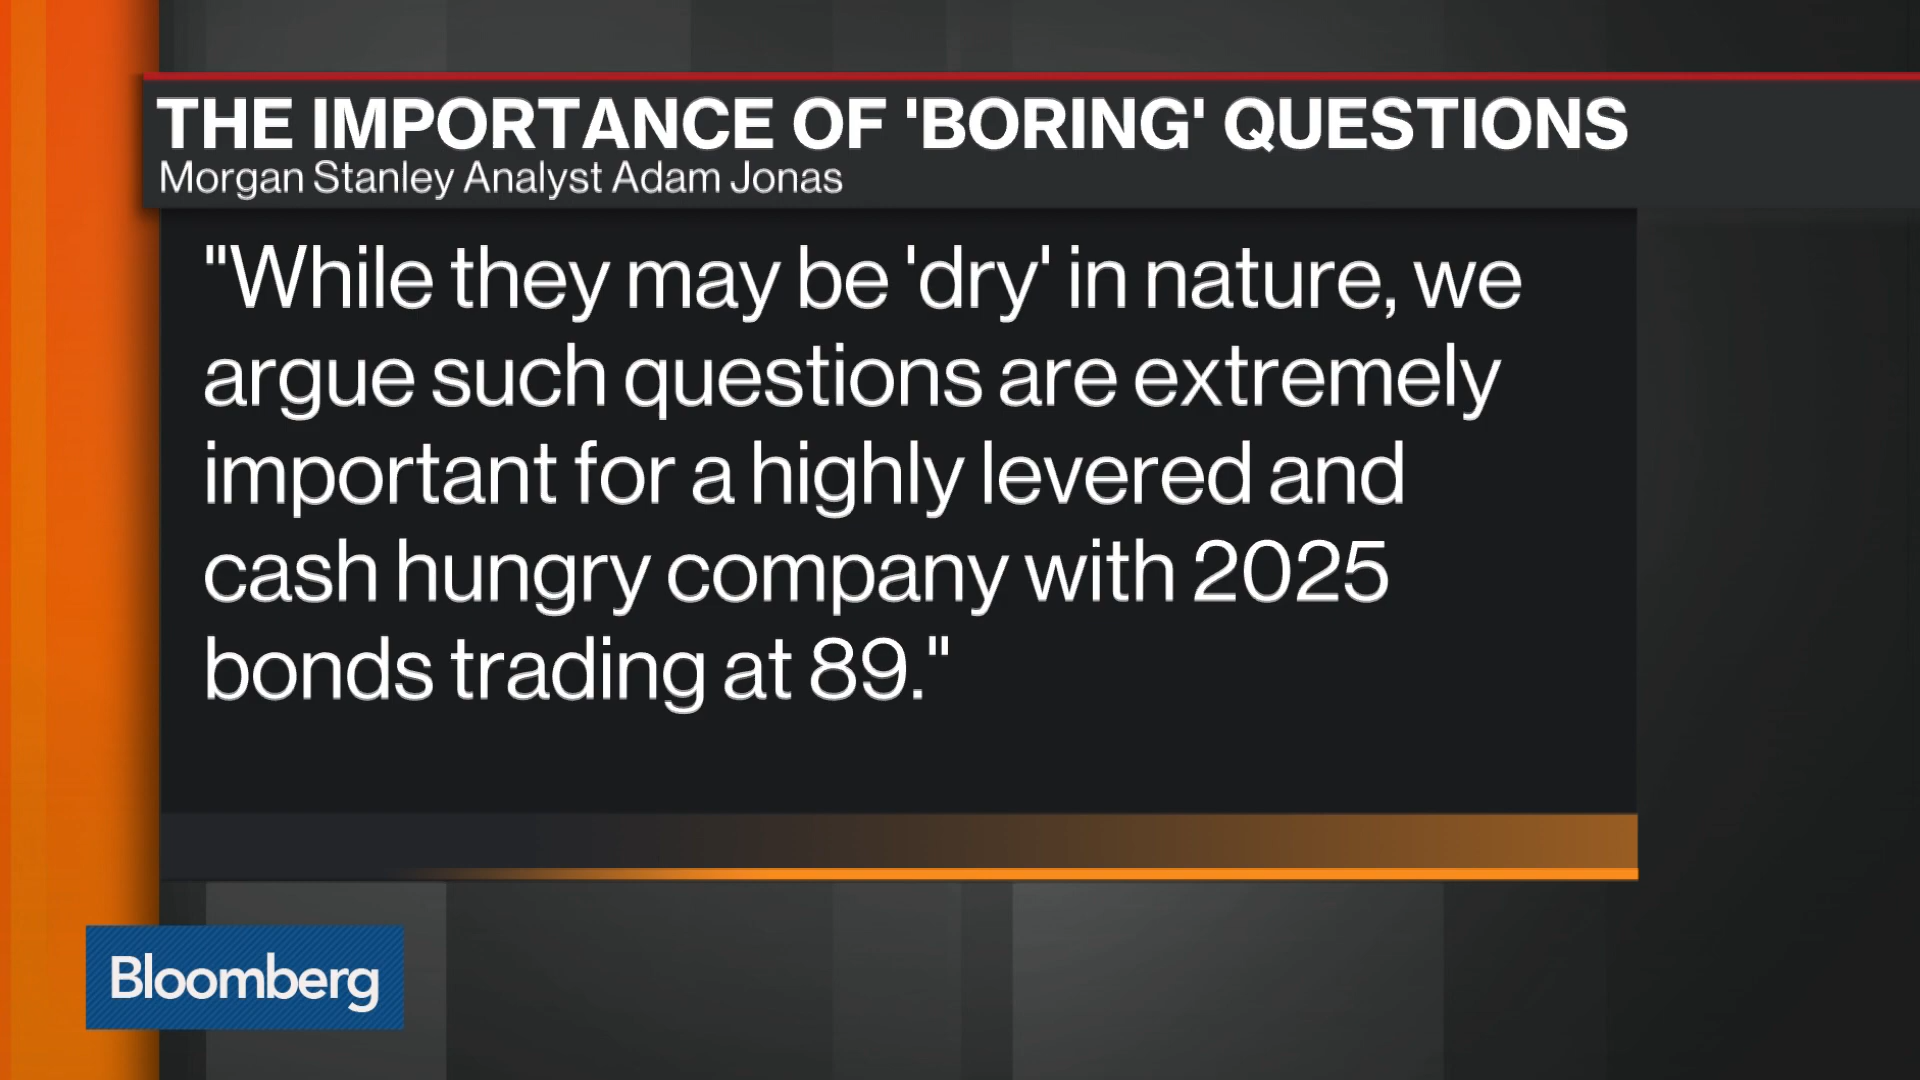 THE IMPORTANCE OF 'BORING' QUESTIONS
Morgan Stanley Analyst Adam Jonas
"While they may be 'dry' in nature, we
argue such questions are extremely
important for a highly levered and
cash hungry company with 2025
bonds trading at 89."
Bloomberg